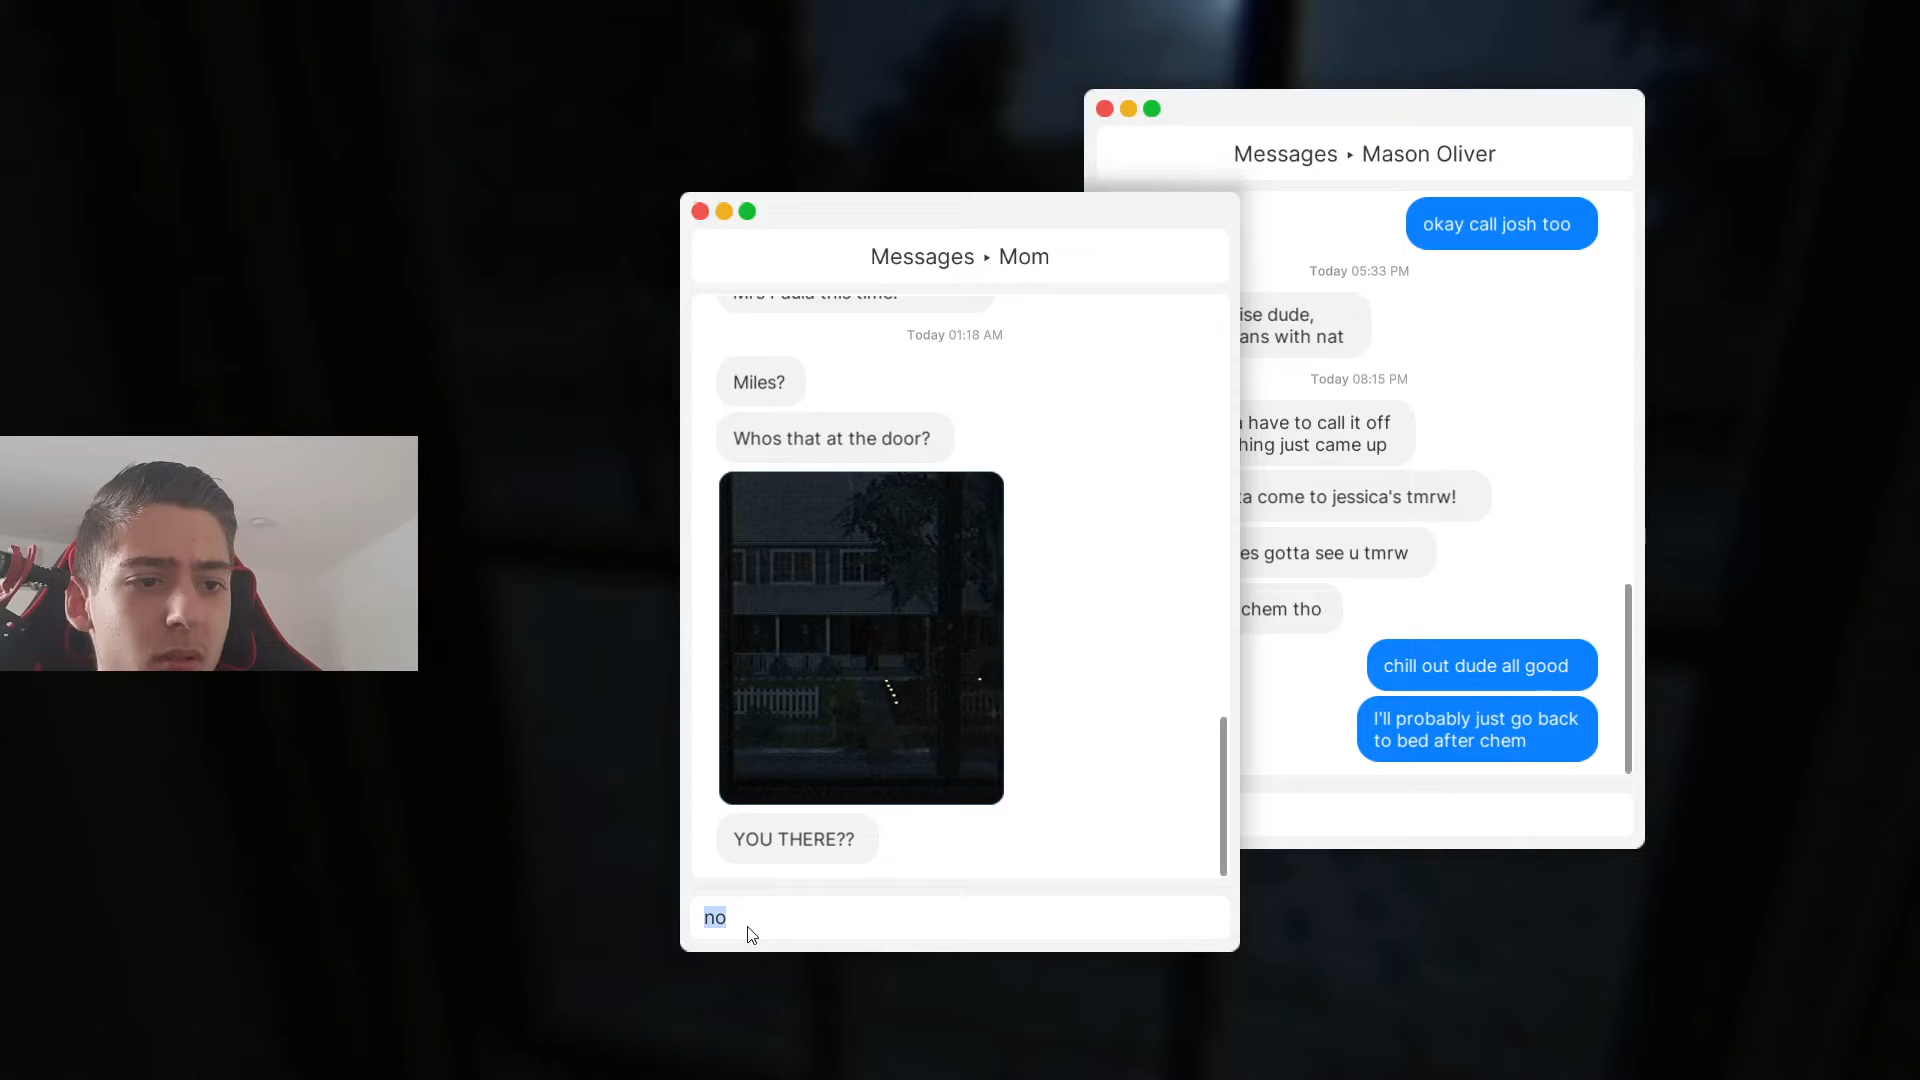 Messages ▸ Mason Oliver
okay call josh too
Today 05:33 PM
ise dude,
ans with nat
Today 08:15 PM
have to call it off
hing just came up
ta come to jessica's tmrw!
es gotta see u tmrw
chem tho
chill out dude all good
I'll probably just go back
to bed after chem
Messages ▸ Mom
this time!
Today 01:18 AM
Miles?
Whos that at the door?
YOU THERE??
no